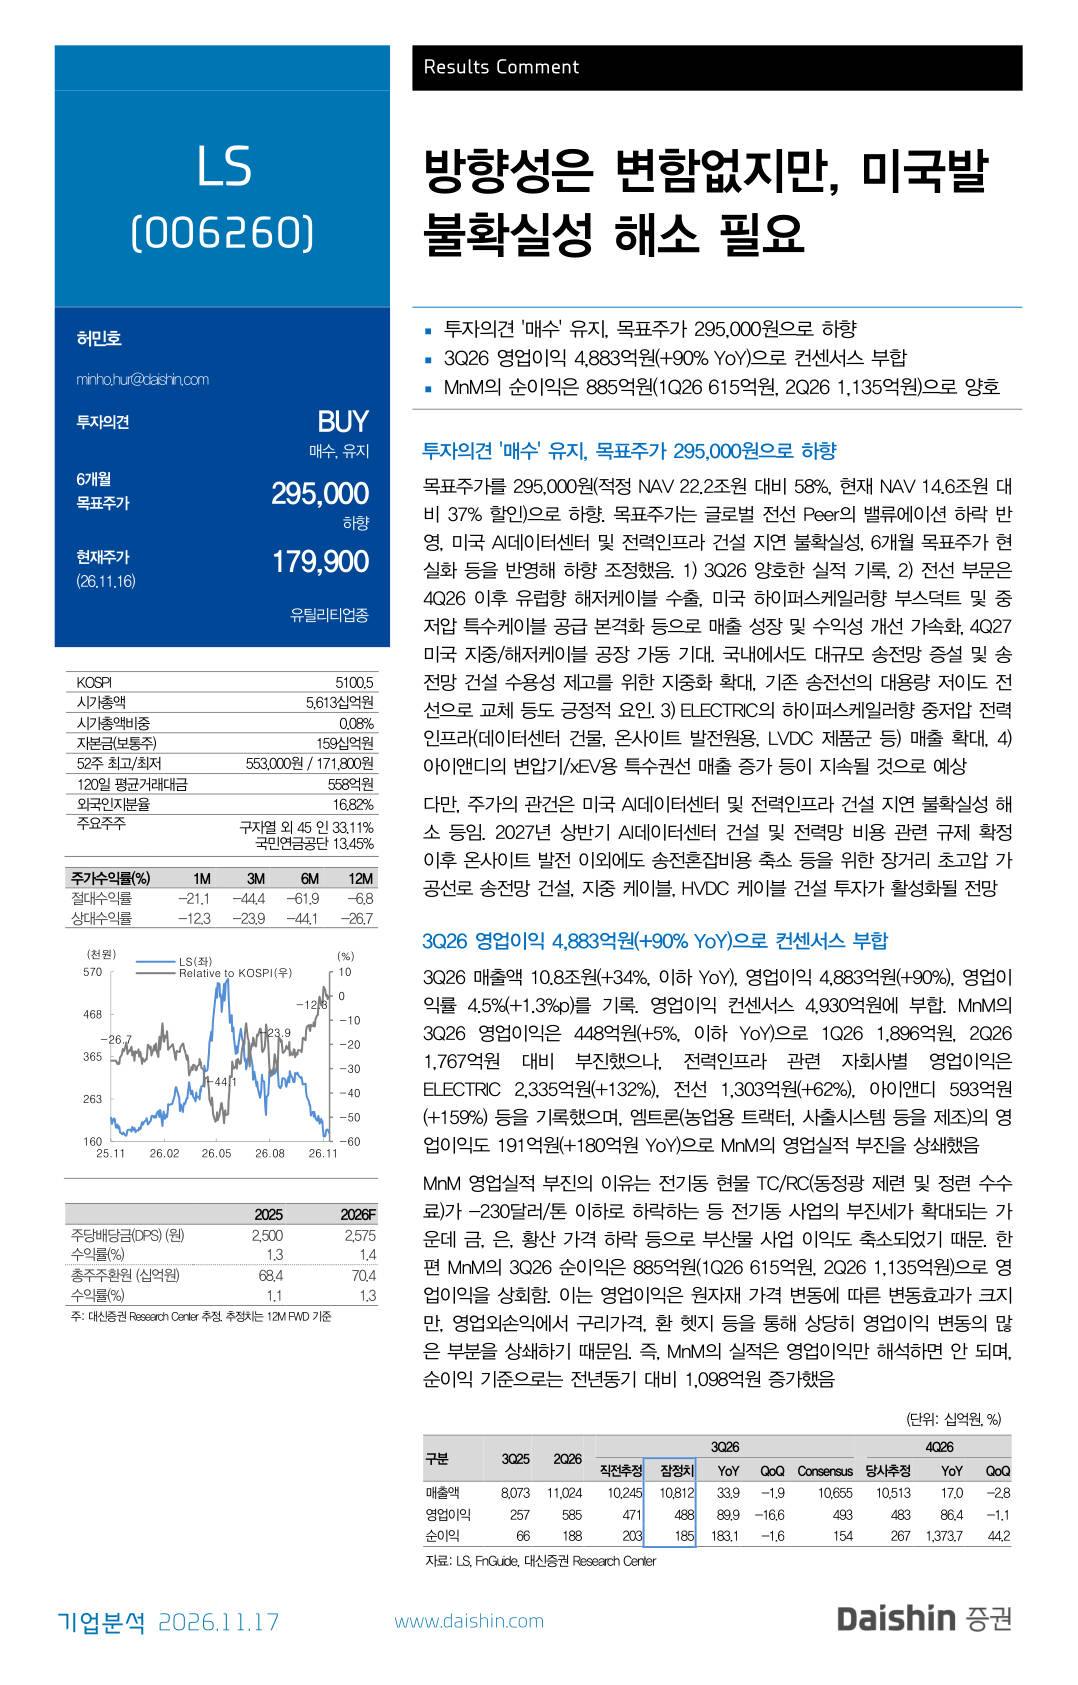 Results Comment
LS
(006260)
방향성은 변함없지만, 미국발
불확실성 해소 필요
허민호
minho.hur@daishin.com
투자의견 BUY
매수, 유지
6개월
목표주가 295,000
하향
현재주가 179,900
(26.11.16)
유틸리티업종
▪ 투자의견 '매수' 유지, 목표주가 295,000원으로 하향
▪ 3Q26 영업이익 4,883억원(+90% YoY)으로 컨센서스 부합
▪ MnM의 순이익은 885억원(1Q26 615억원, 2Q26 1,135억원)으로 양호
KOSPI 5100.5
시가총액 5,613십억원
시가총액비중 0.08%
자본금(보통주) 159십억원
52주 최고/최저 553,000원 / 171,800원
120일 평균거래대금 558억원
외국인지분율 16.82%
주요주주 구자열 외 45 인 33.11%
국민연금공단 13.45%
주가수익률(%) 1M 3M 6M 12M
절대수익률 -21.1 -44.4 -61.9 -6.8
상대수익률 -12.3 -23.9 -44.1 -26.7
(천원) (%)
LS(좌)
Relative to KOSPI(우)
570 468 365 263 160
10 0 -10 -20 -30 -40 -50 -60
-26.7 -44.1 -23.9 -12.3
25.11 26.02 26.05 26.08 26.11
2025 2026F
주당배당금(DPS) (원) 2,500 2,575
수익률(%) 1.3 1.4
총주주환원 (십억원) 68.4 70.4
수익률(%) 1.1 1.3
주: 대신증권 Research Center 추정. 추정치는 12M FWD 기준
투자의견 '매수' 유지, 목표주가 295,000원으로 하향
목표주가를 295,000원(적정 NAV 22.2조원 대비 58%, 현재 NAV 14.6조원 대
비 37% 할인)으로 하향. 목표주가는 글로벌 전선 Peer의 밸류에이션 하락 반
영, 미국 AI데이터센터 및 전력인프라 건설 지연 불확실성, 6개월 목표주가 현
실화 등을 반영해 하향 조정했음. 1) 3Q26 양호한 실적 기록, 2) 전선 부문은
4Q26 이후 유럽향 해저케이블 수출, 미국 하이퍼스케일러향 부스덕트 및 중
저압 특수케이블 공급 본격화 등으로 매출 성장 및 수익성 개선 가속화, 4Q27
미국 지중/해저케이블 공장 가동 기대. 국내에서도 대규모 송전망 증설 및 송
전망 건설 수용성 제고를 위한 지중화 확대, 기존 송전선의 대용량 저이도 전
선으로 교체 등도 긍정적 요인. 3) ELECTRIC의 하이퍼스케일러향 중저압 전력
인프라(데이터센터 건물, 온사이트 발전원용, LVDC 제품군 등) 매출 확대, 4)
아이앤디의 변압기/xEV용 특수권선 매출 증가 등이 지속될 것으로 예상
다만, 주가의 관건은 미국 AI데이터센터 및 전력인프라 건설 지연 불확실성 해
소 등임. 2027년 상반기 AI데이터센터 건설 및 전력망 비용 관련 규제 확정
이후 온사이트 발전 이외에도 송전혼잡비용 축소 등을 위한 장거리 초고압 가
공선로 송전망 건설, 지중 케이블, HVDC 케이블 건설 투자가 활성화될 전망
3Q26 영업이익 4,883억원(+90% YoY)으로 컨센서스 부합
3Q26 매출액 10.8조원(+34%, 이하 YoY), 영업이익 4,883억원(+90%), 영업이
익률 4.5%(+1.3%p)를 기록. 영업이익 컨센서스 4,930억원에 부합. MnM의
3Q26 영업이익은 448억원(+5%, 이하 YoY)으로 1Q26 1,896억원, 2Q26
1,767억원 대비 부진했으나, 전력인프라 관련 자회사별 영업이익은
ELECTRIC 2,335억원(+132%), 전선 1,303억원(+62%), 아이앤디 593억원
(+159%) 등을 기록했으며, 엠트론(농업용 트랙터, 사출시스템 등을 제조)의 영
업이익도 191억원(+180억원 YoY)으로 MnM의 영업실적 부진을 상쇄했음
MnM 영업실적 부진의 이유는 전기동 현물 TC/RC(동정광 제련 및 정련 수수
료)가 -230달러/톤 이하로 하락하는 등 전기동 사업의 부진세가 확대되는 가
운데 금, 은, 황산 가격 하락 등으로 부산물 사업 이익도 축소되었기 때문. 한
편 MnM의 3Q26 순이익은 885억원(1Q26 615억원, 2Q26 1,135억원)으로 영
업이익을 상회함. 이는 영업이익은 원자재 가격 변동에 따른 변동효과가 크지
만, 영업외손익에서 구리가격, 환 헷지 등을 통해 상당히 영업이익 변동의 많
은 부분을 상쇄하기 때문임. 즉, MnM의 실적은 영업이익만 해석하면 안 되며,
순이익 기준으로는 전년동기 대비 1,098억원 증가했음
(단위: 십억원, %)
구분 3Q25 2Q26 3Q26 4Q26
직전추정 잠정치 YoY QoQ Consensus 당사추정 YoY QoQ
매출액 8,073 11,024 10,245 10,812 33.9 -1.9 10,655 10,513 17.0 -2.8
영업이익 257 585 471 488 89.9 -16.6 493 483 86.4 -1.1
순이익 66 188 203 185 183.1 -1.6 154 267 1,373.7 44.2
자료: LS, FnGuide, 대신증권 Research Center
기업분석 2026.11.17
www.daishin.com
Daishin 증권